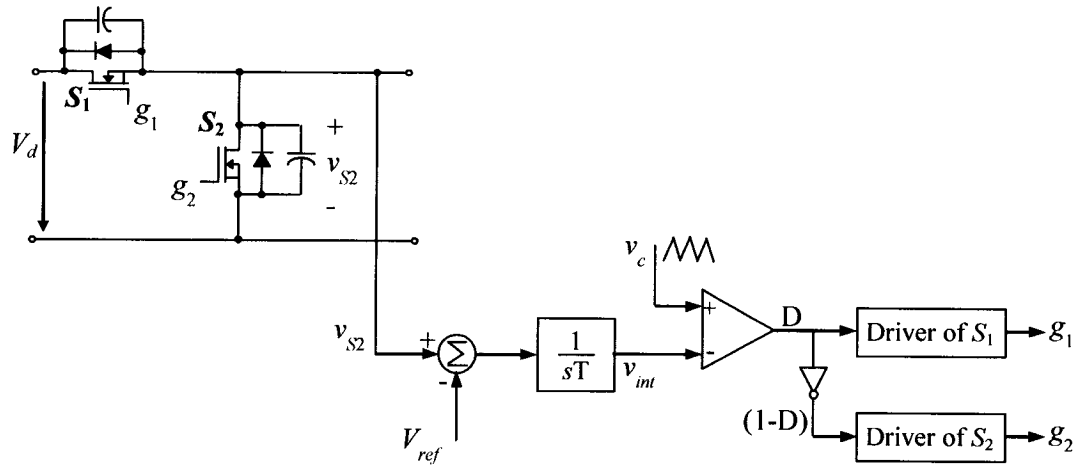 S1
g1
Vd
S2
g2
+
vS2
-
vc
vS2
+
Σ
-
Vref
1
sT
vint
+
-
D
Driver of S1
g1
(1-D)
Driver of S2
g2